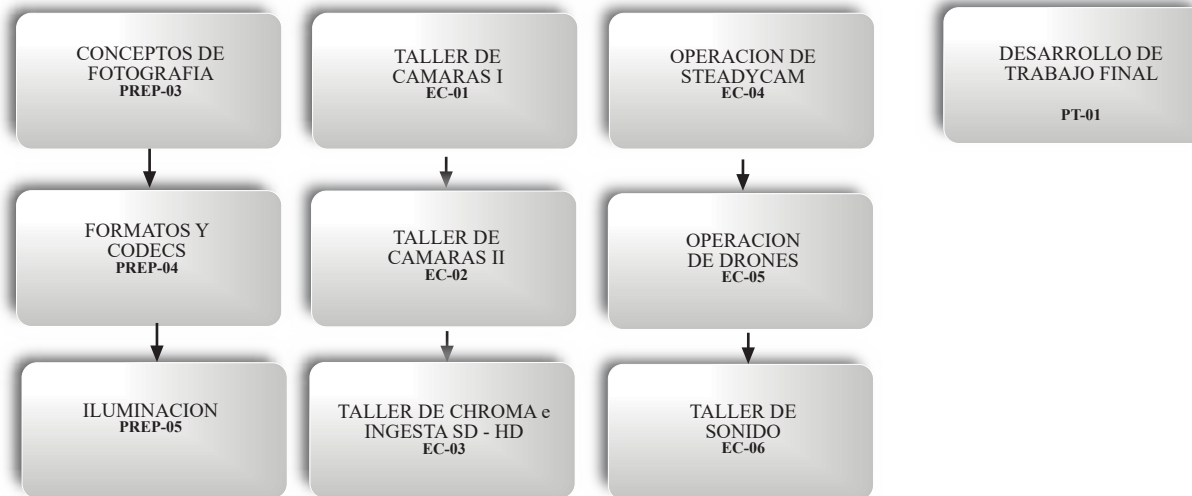 CONCEPTOS DE
FOTOGRAFIA
PREP-03
TALLER DE
CAMARAS I
EC-01
OPERACION DE
STEADYCAM
EC-04
DESARROLLO DE
TRABAJO FINAL
PT-01
FORMATOS Y
CODECS
PREP-04
TALLER DE
CAMARAS II
EC-02
OPERACION
DE DRONES
EC-05
ILUMINACION
PREP-05
TALLER DE CHROMA e
INGESTA SD - HD
EC-03
TALLER DE
SONIDO
EC-06